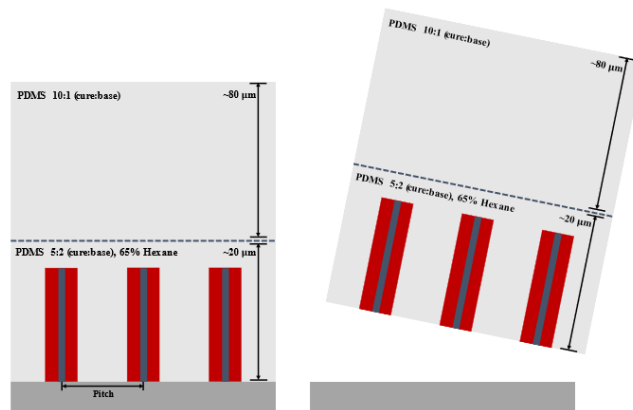 PDMS 10:1 (cure:base)
~80 µm
PDMS 5:2 (cure:base), 65% Hexane
~20 µm
Pitch
PDMS 10:1 (cure:base)
~80 µm
PDMS 5:2 (cure:base), 65% Hexane
~20 µm